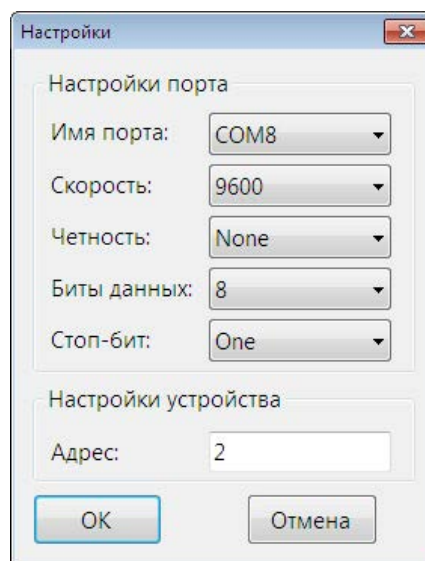 Настройки
Настройки порта
Имя порта: COM8
Скорость: 9600
Четность: None
Биты данных: 8
Стоп-бит: One
Настройки устройства
Адрес: 2
OK Отмена